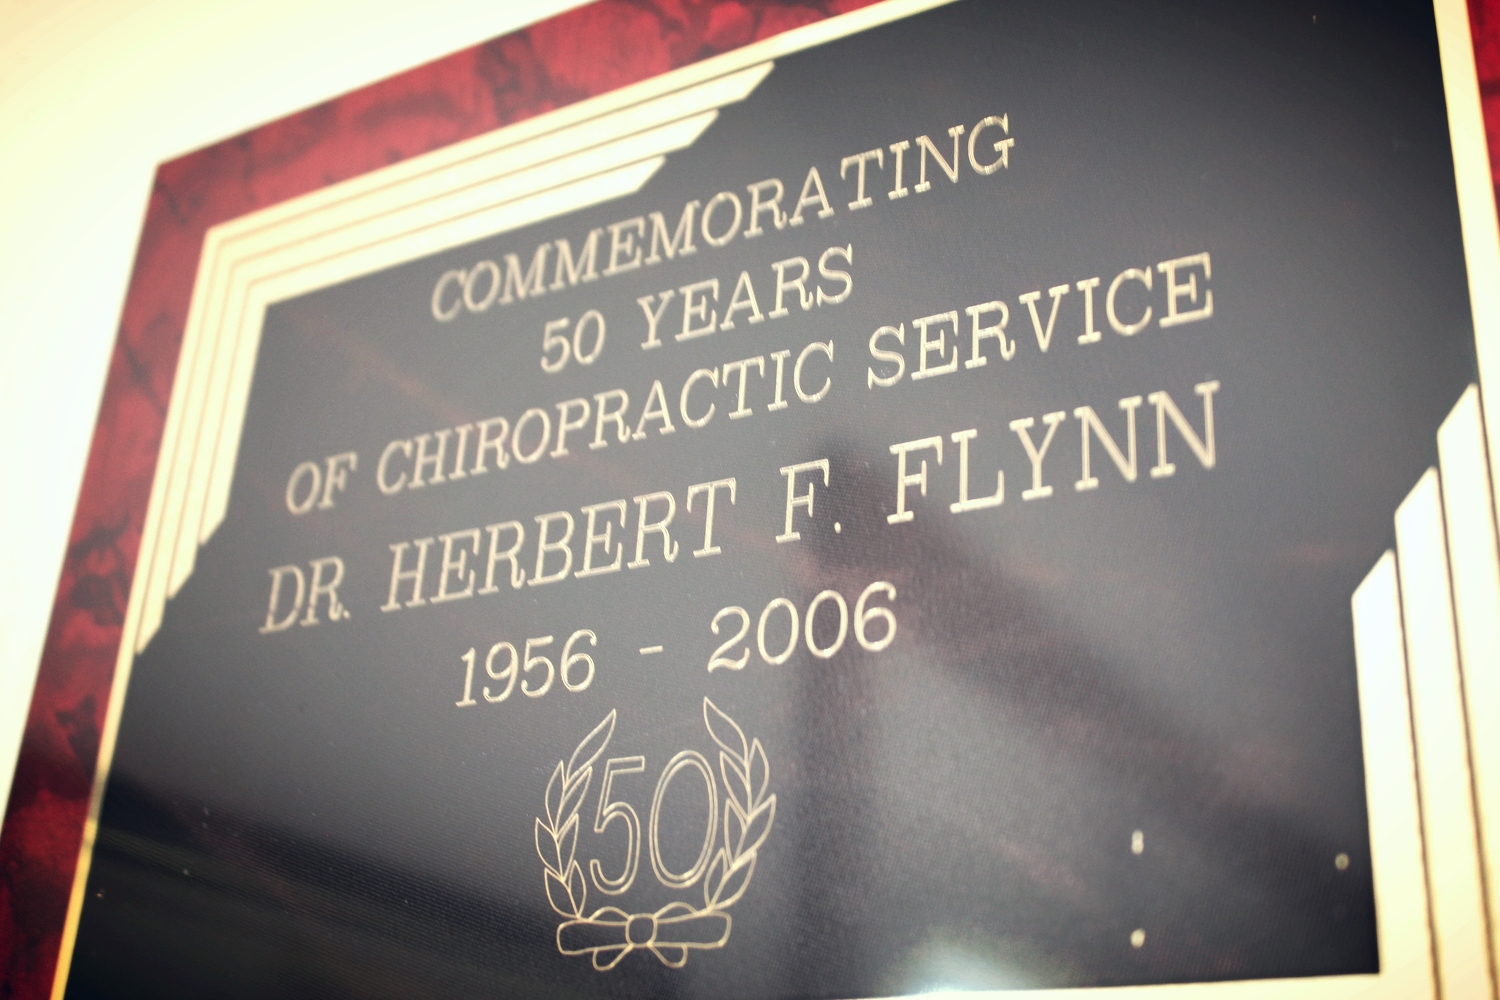 COMMEMORATING
50 YEARS
OF CHIROPRACTIC SERVICE
DR. HERBERT F. FLYNN
1956 - 2006
50